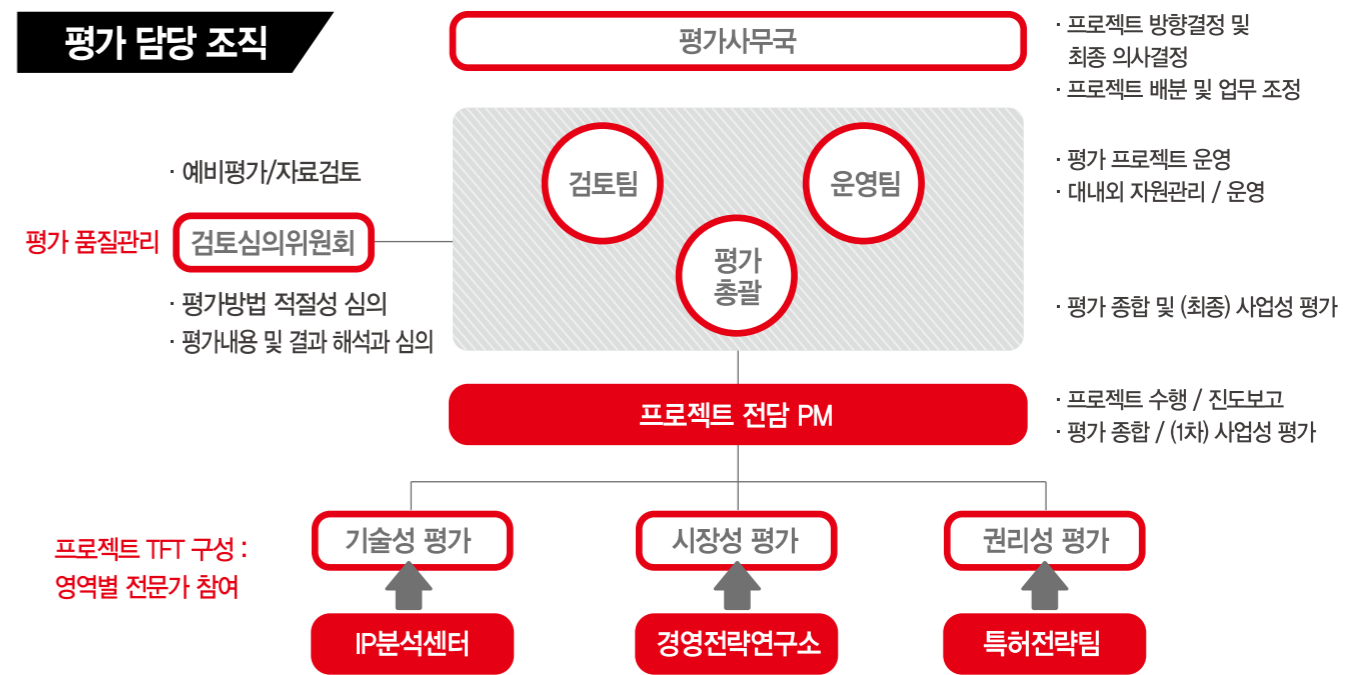 평가 담당 조직
평가사무국
· 프로젝트 방향결정 및
최종 의사결정
· 프로젝트 배분 및 업무 조정
· 예비평가/자료검토
평가 품질관리
검토심의위원회
· 평가방법 적절성 심의
· 평가내용 및 결과 해석과 심의
검토팀
운영팀
평가
총괄
· 평가 프로젝트 운영
· 대내외 자원관리 / 운영
· 평가 종합 및 (최종) 사업성 평가
프로젝트 전담 PM
· 프로젝트 수행 / 진도보고
· 평가 종합 / (1차) 사업성 평가
프로젝트 TFT 구성 :
영역별 전문가 참여
기술성 평가
시장성 평가
권리성 평가
IP분석센터
경영전략연구소
특허전략팀